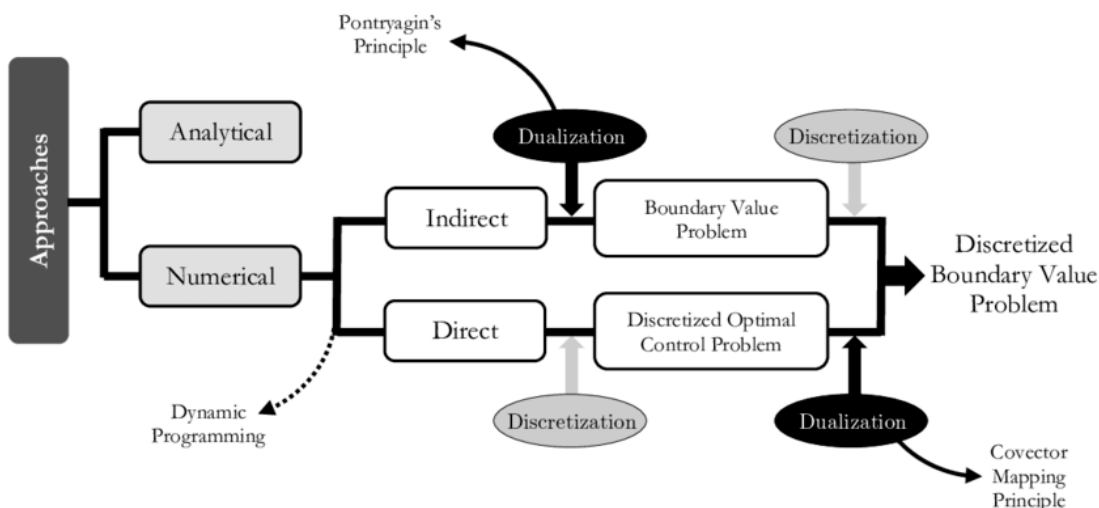 Pontryagin's
Principle
Approaches
Analytical
Dualization
Discretization
Indirect
Boundary Value
Problem
Numerical
Discretized
Boundary Value
Problem
Direct
Discretized Optimal
Control Problem
Dynamic
Programming
Discretization
Dualization
Covector
Mapping
Principle